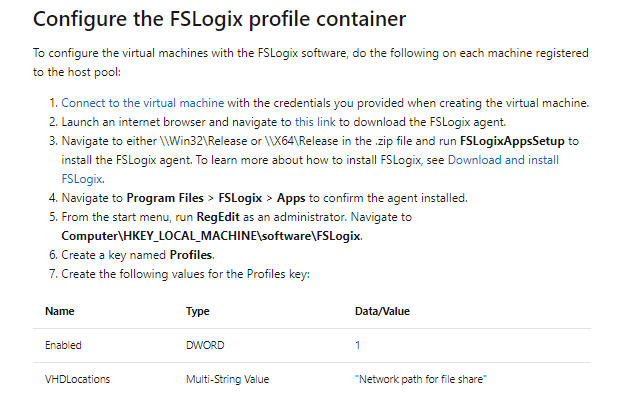 Configure the FSLogix profile container
To configure the virtual machines with the FSLogix software, do the following on each machine registered
to the host pool:
1. Connect to the virtual machine with the credentials you provided when creating the virtual machine.
2. Launch an internet browser and navigate to this link to download the FSLogix agent.
3. Navigate to either \\Win32\Release or \\X64\Release in the .zip file and run FSLogixAppsSetup to
install the FSLogix agent. To learn more about how to install FSLogix, see Download and install
FSLogix.
4. Navigate to Program Files > FSLogix > Apps to confirm the agent installed.
5. From the start menu, run RegEdit as an administrator. Navigate to
Computer\HKEY_LOCAL_MACHINE\software\FSLogix.
6. Create a key named Profiles.
7. Create the following values for the Profiles key:
Name Type Data/Value
Enabled DWORD 1
VHDLocations Multi-String Value "Network path for file share"